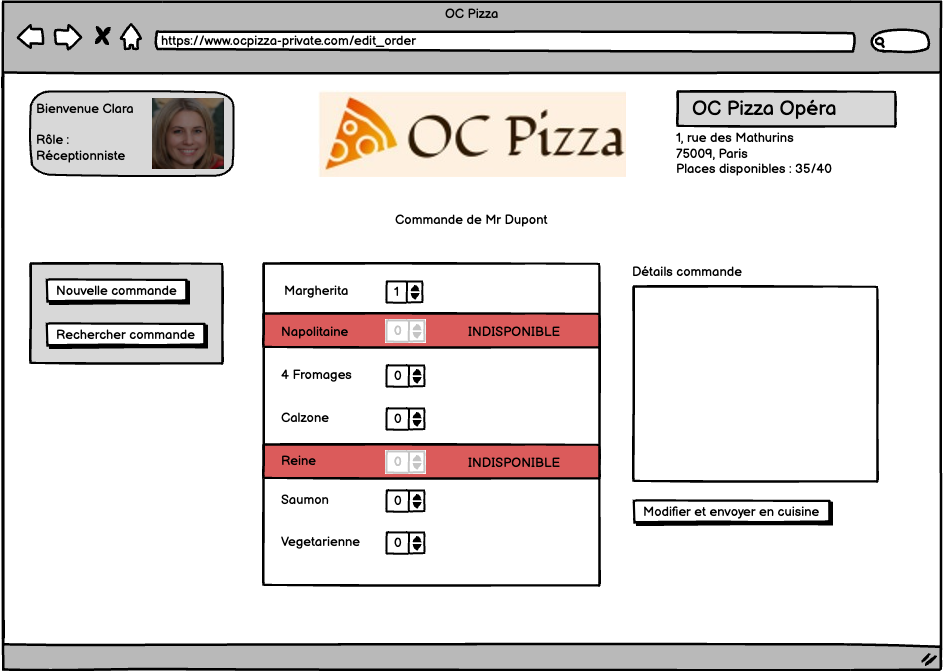 OC Pizza
https://www.ocpizza-private.com/edit_order
Bienvenue Clara
Rôle :
Réceptionniste
OC Pizza
OC Pizza Opéra
1, rue des Mathurins
75009, Paris
Places disponibles : 35/40
Commande de Mr Dupont
Nouvelle commande
Rechercher commande
Margherita 1
Napolitaine 0 INDISPONIBLE
4 Fromages 0
Calzone 0
Reine 0 INDISPONIBLE
Saumon 0
Vegetarienne 0
Détails commande
Modifier et envoyer en cuisine